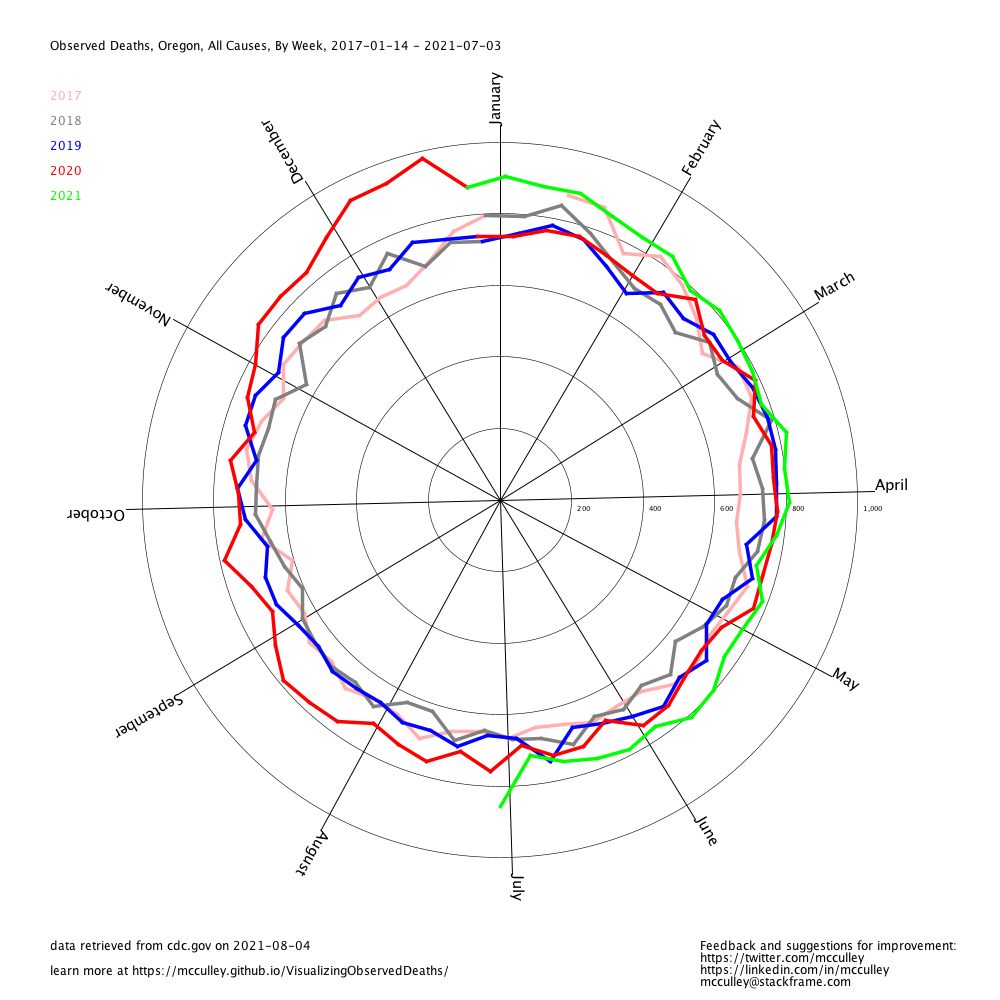 Observed Deaths, Oregon, All Causes, By Week, 2017-01-14 - 2021-07-03
2017
2018
2019
2020
2021
January
February
March
April
May
June
July
August
September
October
November
December
200
400
600
800
1,000
data retrieved from cdc.gov on 2021-08-04
learn more at https://mcculley.github.io/VisualizingObservedDeaths/
Feedback and suggestions for improvement:
https://twitter.com/mcculley
https://linkedin.com/in/mcculley
mcculley@stackframe.com